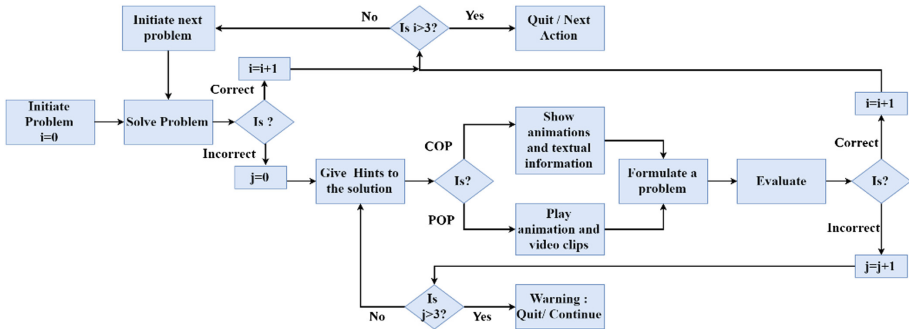 Initiate next
problem
No
Is i>3?
Yes
Quit / Next
Action
i=i+1
Correct
Initiate
Problem
i=0
Solve Problem
Is ?
Incorrect
j=0
Give Hints to
the solution
COP
Is?
POP
Show
animations
and textual
information
Play
animation and
video clips
Formulate a
problem
Evaluate
i=i+1
Correct
Is?
Incorrect
j=j+1
No
Is
j>3?
Yes
Warning :
Quit/ Continue